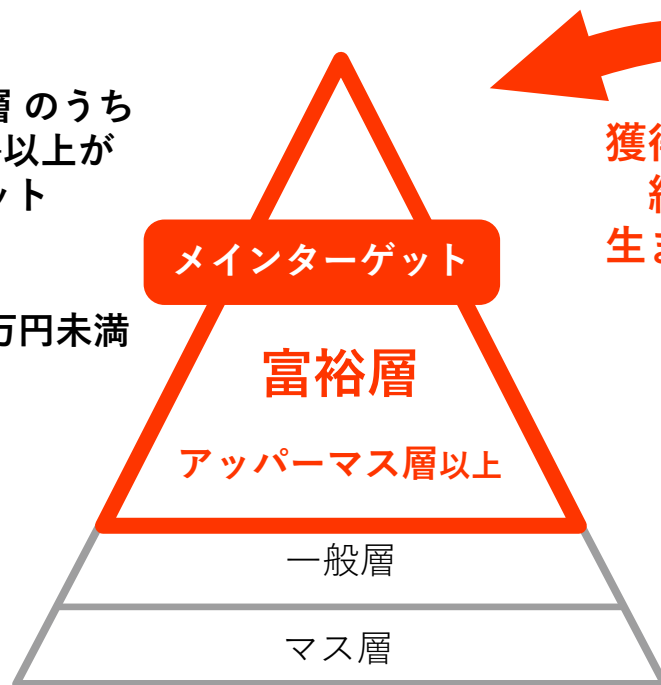 層 のうち
以上が
ット
万円未満
獲得
生ま
メインターゲット
富裕層
アッパーマス層以上
一般層
マス層